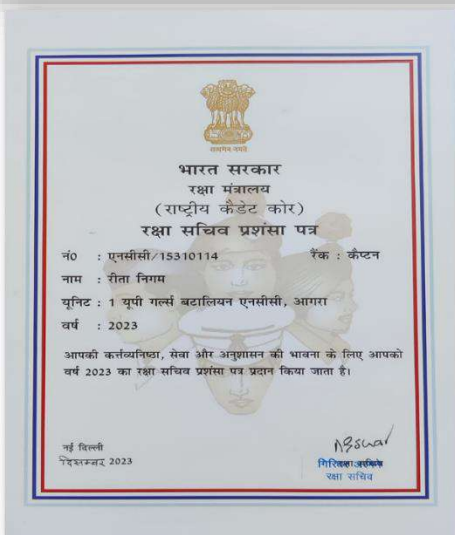 सत्यमेव जयते
भारत सरकार
रक्षा मंत्रालय
(राष्ट्रीय कैडेट कोर)
रक्षा सचिव प्रशंसा पत्र
नं० : एनसीसी/15310114 रैंक : कैप्टन
नाम : रीता निगम
यूनिट : 1 यूपी गर्ल्स बटालियन एनसीसी, आगरा
वर्ष : 2023
आपकी कर्त्तव्यनिष्ठा, सेवा और अनुशासन की भावना के लिए आपको
वर्ष 2023 का रक्षा सचिव प्रशंसा पत्र प्रदान किया जाता है।
नई दिल्ली
दिसम्बर 2023
रक्षा सचिव